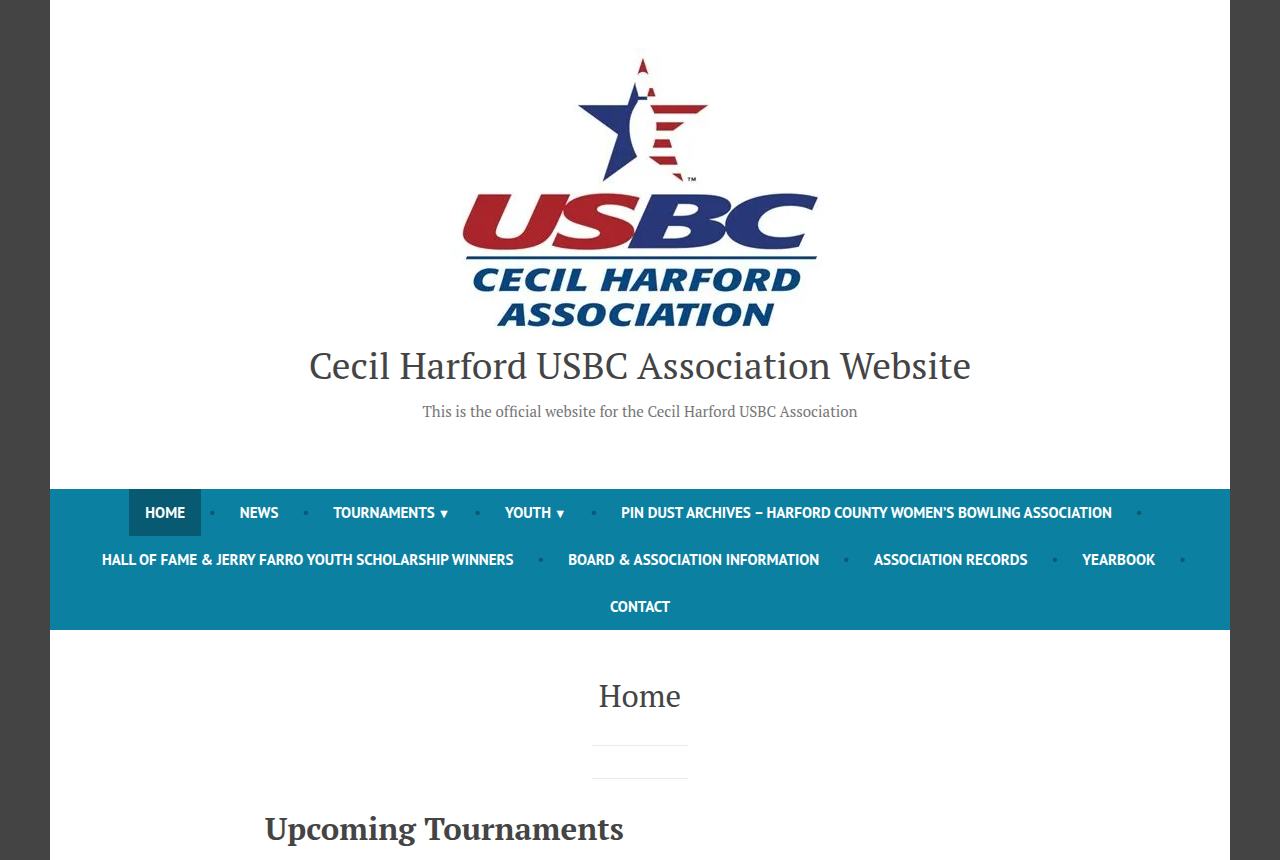 ™
USBC
CECIL HARFORD
ASSOCIATION
Cecil Harford USBC Association Website
This is the official website for the Cecil Harford USBC Association
HOME • NEWS • TOURNAMENTS ▼ • YOUTH ▼ • PIN DUST ARCHIVES – HARFORD COUNTY WOMEN'S BOWLING ASSOCIATION •
HALL OF FAME & JERRY FARRO YOUTH SCHOLARSHIP WINNERS • BOARD & ASSOCIATION INFORMATION • ASSOCIATION RECORDS • YEARBOOK •
CONTACT
Home
Upcoming Tournaments